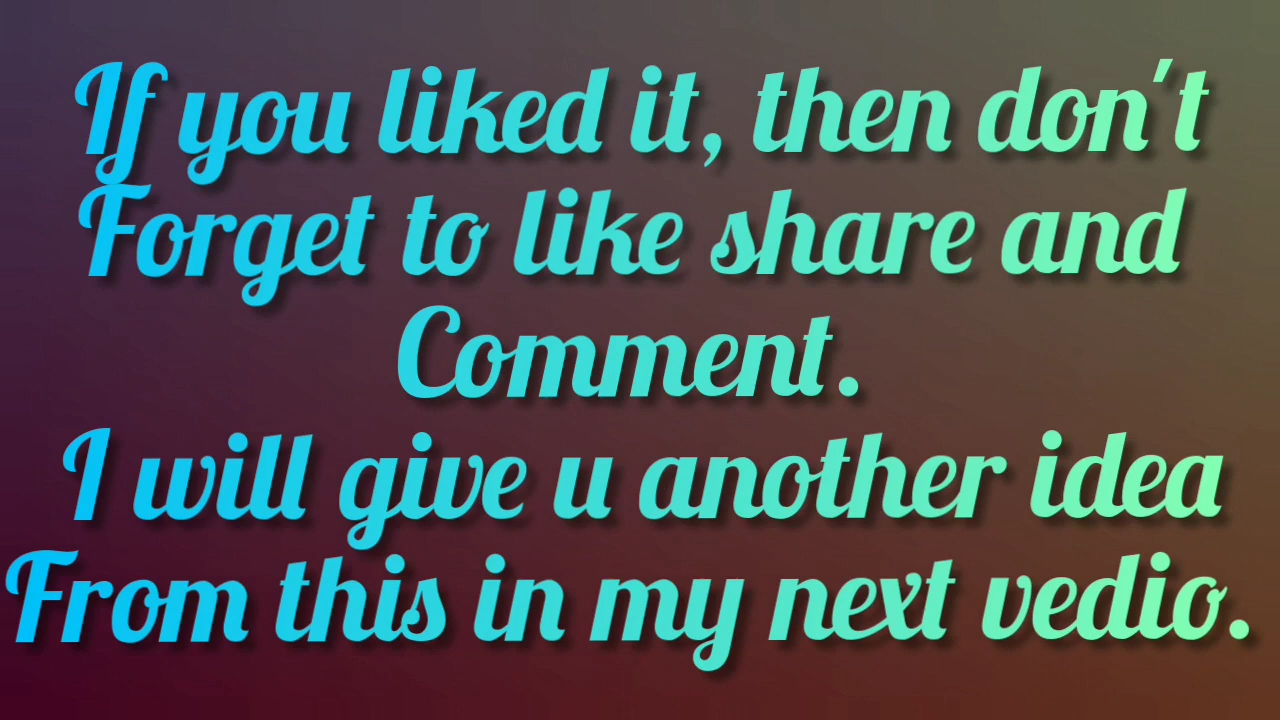 If you liked it, then don't
Forget to like share and
Comment.
I will give u another idea
From this in my next vedio.